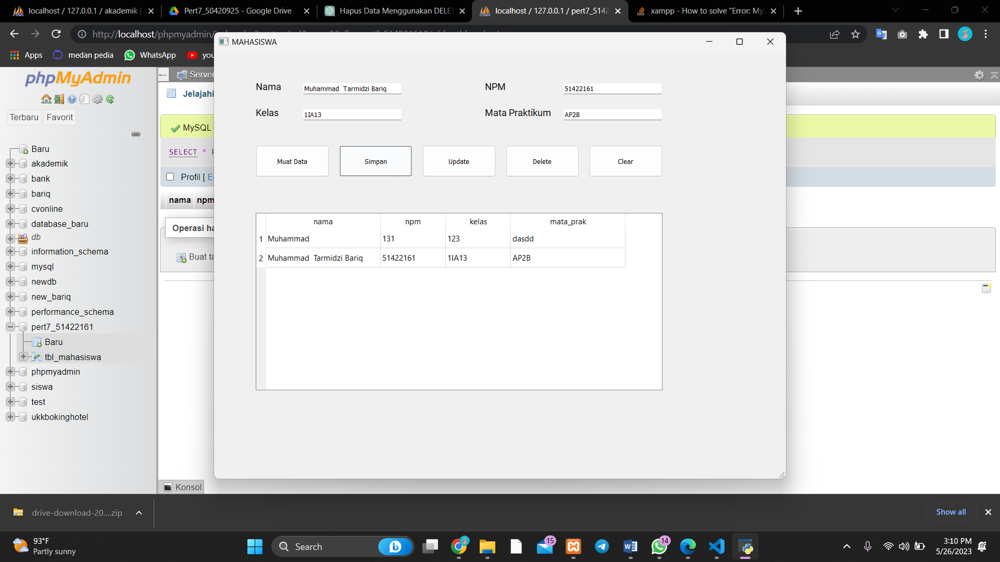 localhost / 127.0.0.1 / akademik |
Pert7_50420925 - Google Drive
Hapus Data Menggunakan DELET
localhost / 127.0.0.1 / pert7_5142
xampp - How to solve "Error: My
http://localhost/phpmyadmin/
Apps
medan pedia
WhatsApp
you
MAHASISWA
phpMyAdmin
Terbaru
Favorit
Baru
akademik
bank
bariq
cvonline
database_baru
db
information_schema
mysql
newdb
new_bariq
performance_schema
pert7_51422161
Baru
tbl_mahasiswa
phpmyadmin
siswa
test
ukkbokinghotel
Server
Jelajahi
MySQL
SELECT *
Profil [
nama npm
Operasi ha
Buat ta
Konsol
Nama Muhammad  Tarmidzi Bariq NPM 51422161
Kelas 1IA13 Mata Praktikum AP2B
Muat Data Simpan Update Delete Clear
nama npm kelas mata_prak
1 Muhammad 131 123 dasdd
2 Muhammad  Tarmidzi Bariq 51422161 1IA13 AP2B
drive-download-20....zip
Show all
93°F
Partly sunny
Search
15
14
3:10 PM
5/26/2023